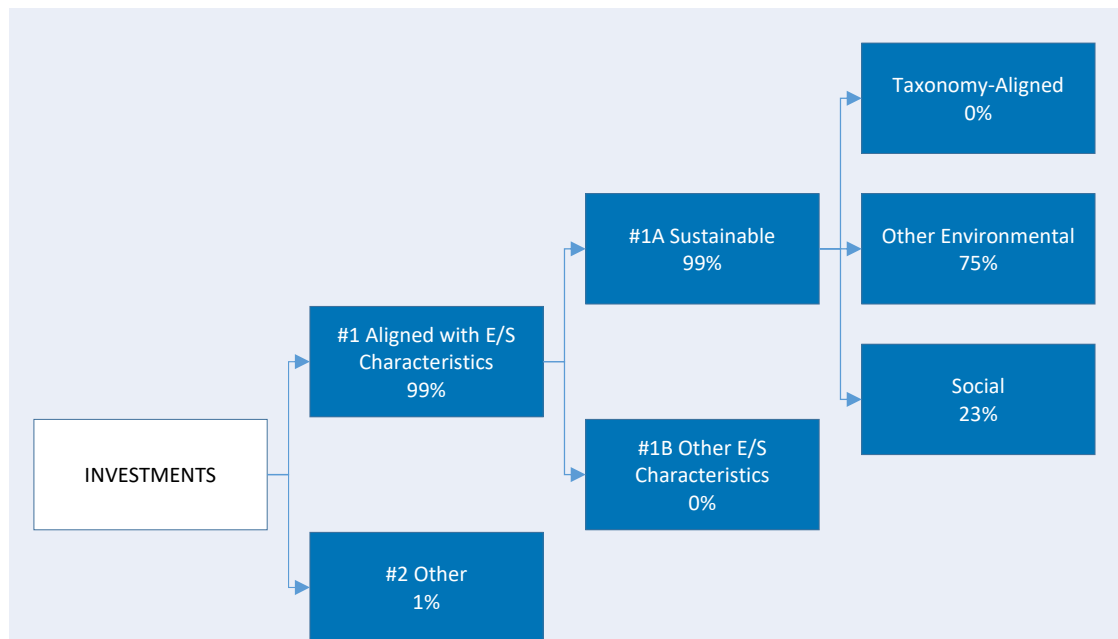 INVESTMENTS
#1 Aligned with E/S
Characteristics
99%
#2 Other
1%
#1A Sustainable
99%
#1B Other E/S
Characteristics
0%
Taxonomy-Aligned
0%
Other Environmental
75%
Social
23%